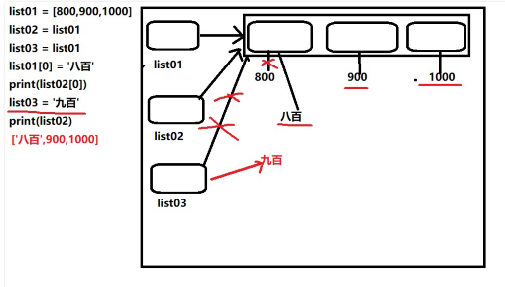 list01 = [800,900,1000]
list02 = list01
list03 = list01
list01[0] = '八百'
print(list02[0])
list03 = '九百'
print(list02)
['八百',900,1000]
list01
list02
list03
800
900
1000
八百
九百